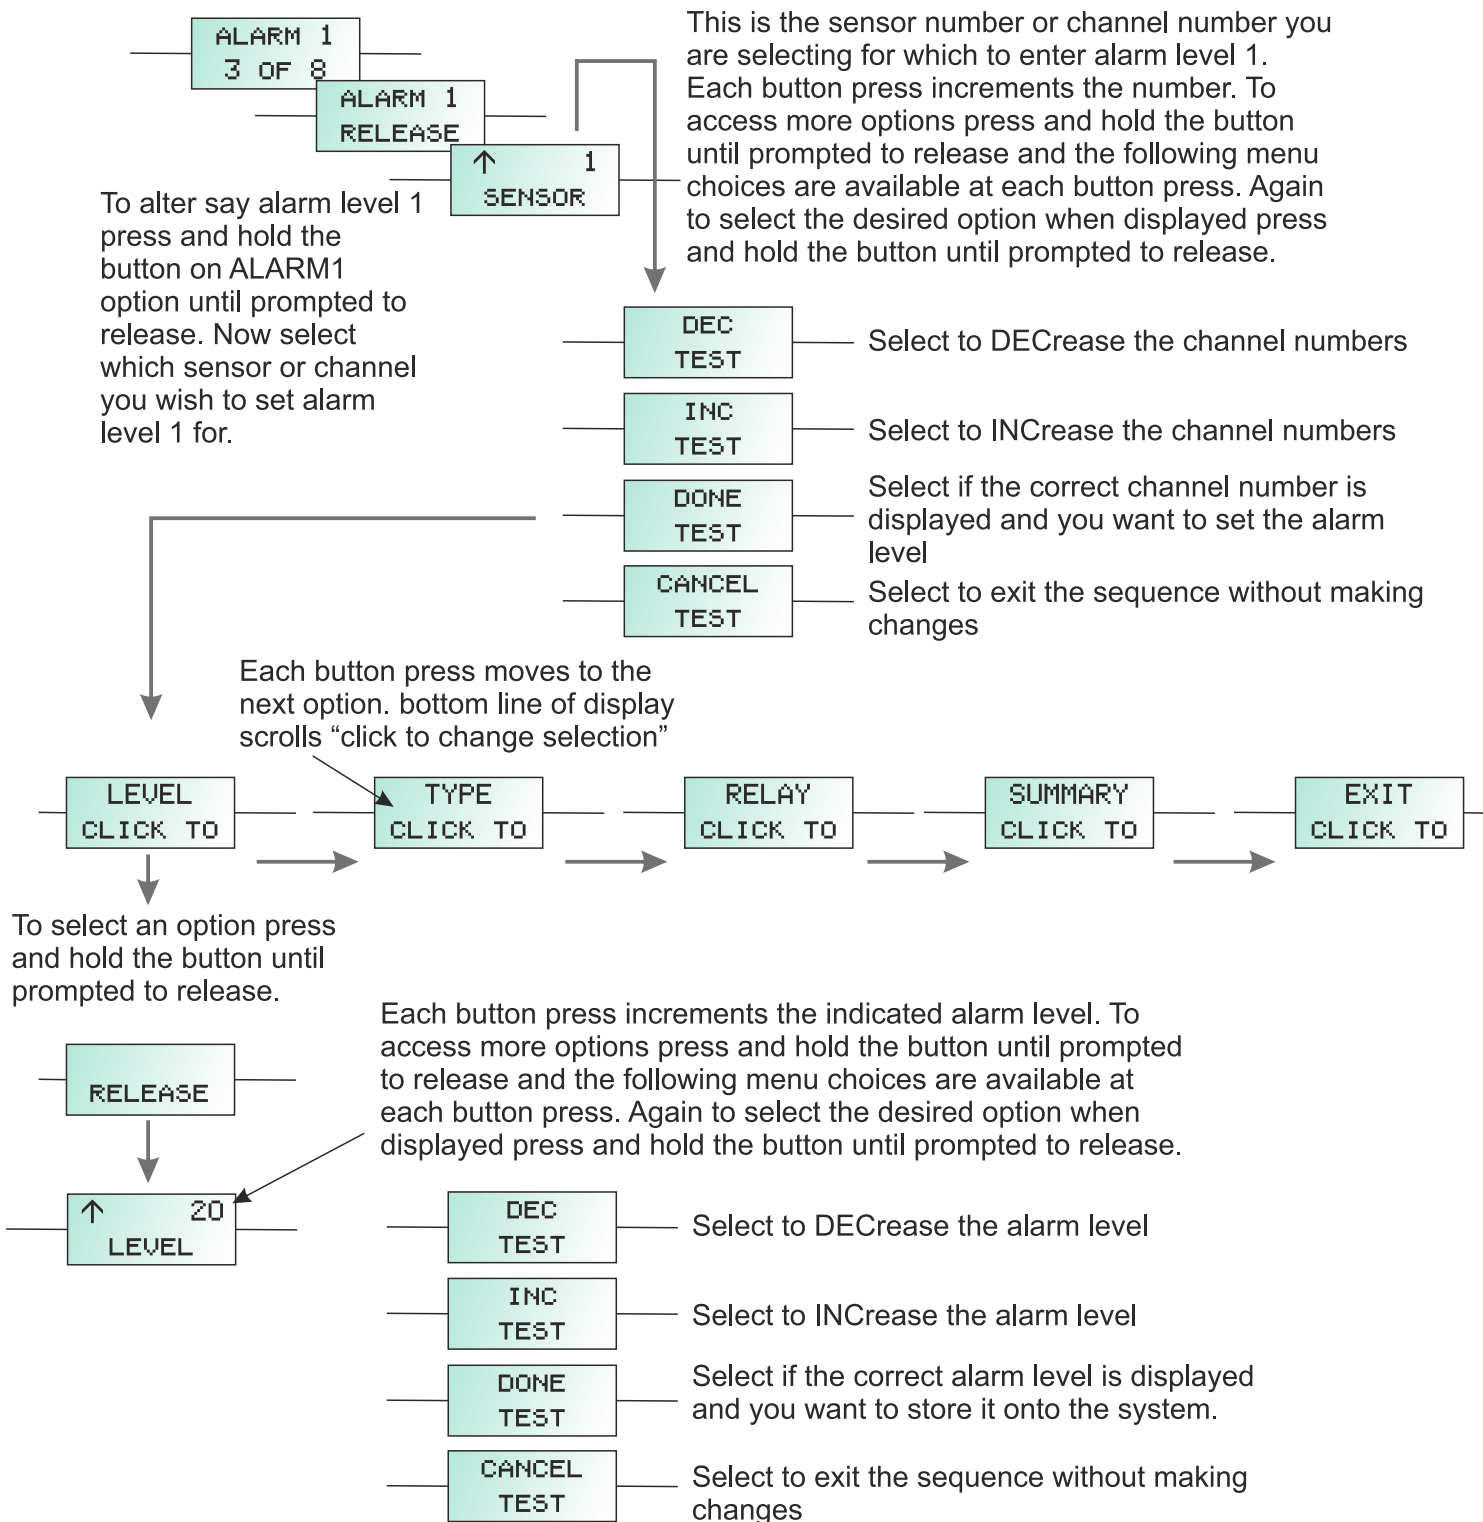 ALARM 1
3 OF 8
ALARM 1
RELEASE
↑ 1
SENSOR
This is the sensor number or channel number you
are selecting for which to enter alarm level 1.
Each button press increments the number. To
access more options press and hold the button
until prompted to release and the following menu
choices are available at each button press. Again
to select the desired option when displayed press
and hold the button until prompted to release.
To alter say alarm level 1
press and hold the
button on ALARM1
option until prompted to
release. Now select
which sensor or channel
you wish to set alarm
level 1 for.
DEC
TEST
Select to DECrease the channel numbers
INC
TEST
Select to INCrease the channel numbers
DONE
TEST
Select if the correct channel number is
displayed and you want to set the alarm
level
CANCEL
TEST
Select to exit the sequence without making
changes
Each button press moves to the
next option. bottom line of display
scrolls “click to change selection”
LEVEL
CLICK TO
TYPE
CLICK TO
RELAY
CLICK TO
SUMMARY
CLICK TO
EXIT
CLICK TO
To select an option press
and hold the button until
prompted to release.
RELEASE
↑ 20
LEVEL
Each button press increments the indicated alarm level. To
access more options press and hold the button until prompted
to release and the following menu choices are available at
each button press. Again to select the desired option when
displayed press and hold the button until prompted to release.
DEC
TEST
Select to DECrease the alarm level
INC
TEST
Select to INCrease the alarm level
DONE
TEST
Select if the correct alarm level is displayed
and you want to store it onto the system.
CANCEL
TEST
Select to exit the sequence without making
changes